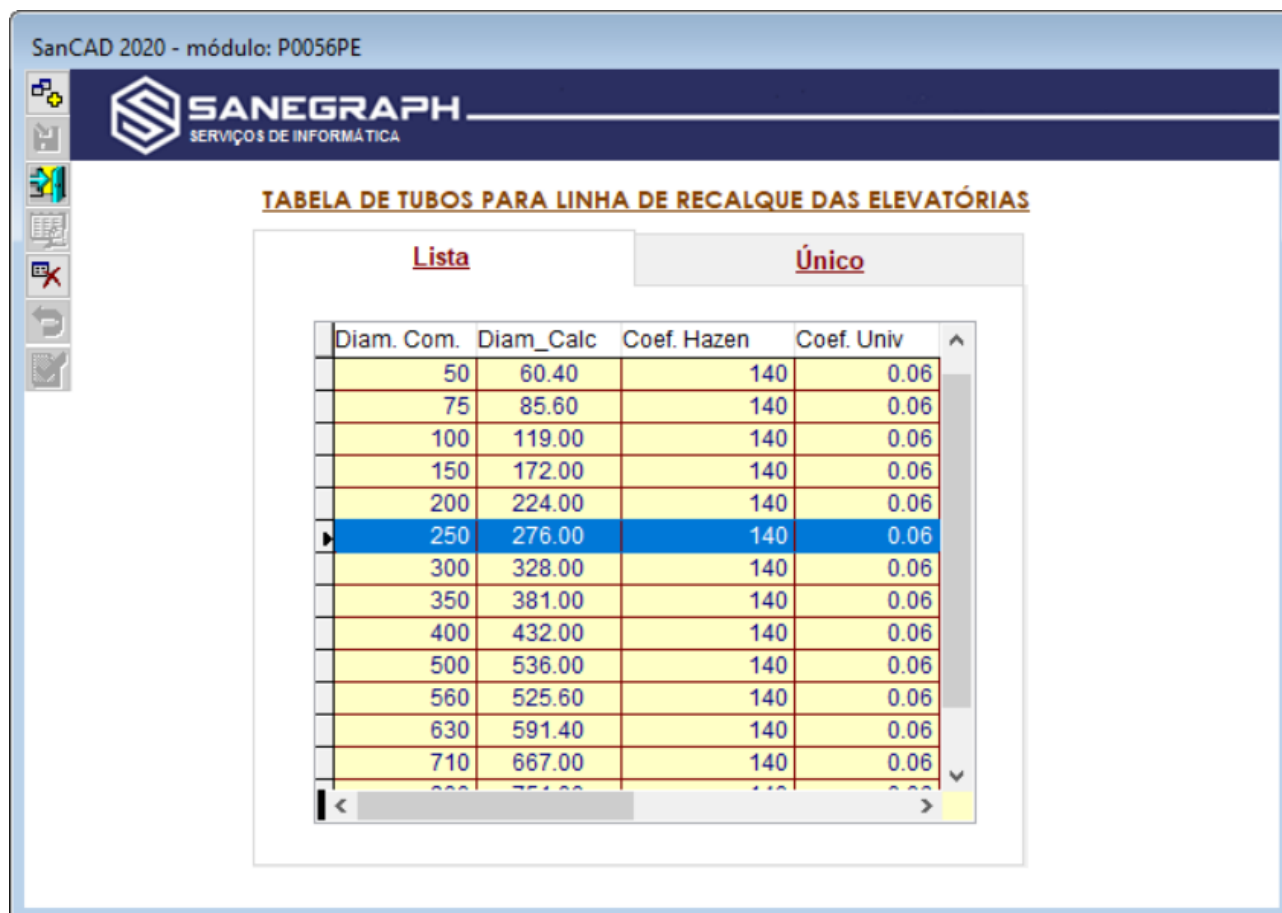 SanCAD 2020 - módulo: P0056PE
SANEGRAPH
SERVIÇOS DE INFORMÁTICA
TABELA DE TUBOS PARA LINHA DE RECALQUE DAS ELEVATÓRIAS
Lista Único
Diam. Com. Diam_Calc Coef. Hazen Coef. Univ
50 60.40 140 0.06
75 85.60 140 0.06
100 119.00 140 0.06
150 172.00 140 0.06
200 224.00 140 0.06
250 276.00 140 0.06
300 328.00 140 0.06
350 381.00 140 0.06
400 432.00 140 0.06
500 536.00 140 0.06
560 525.60 140 0.06
630 591.40 140 0.06
710 667.00 140 0.06